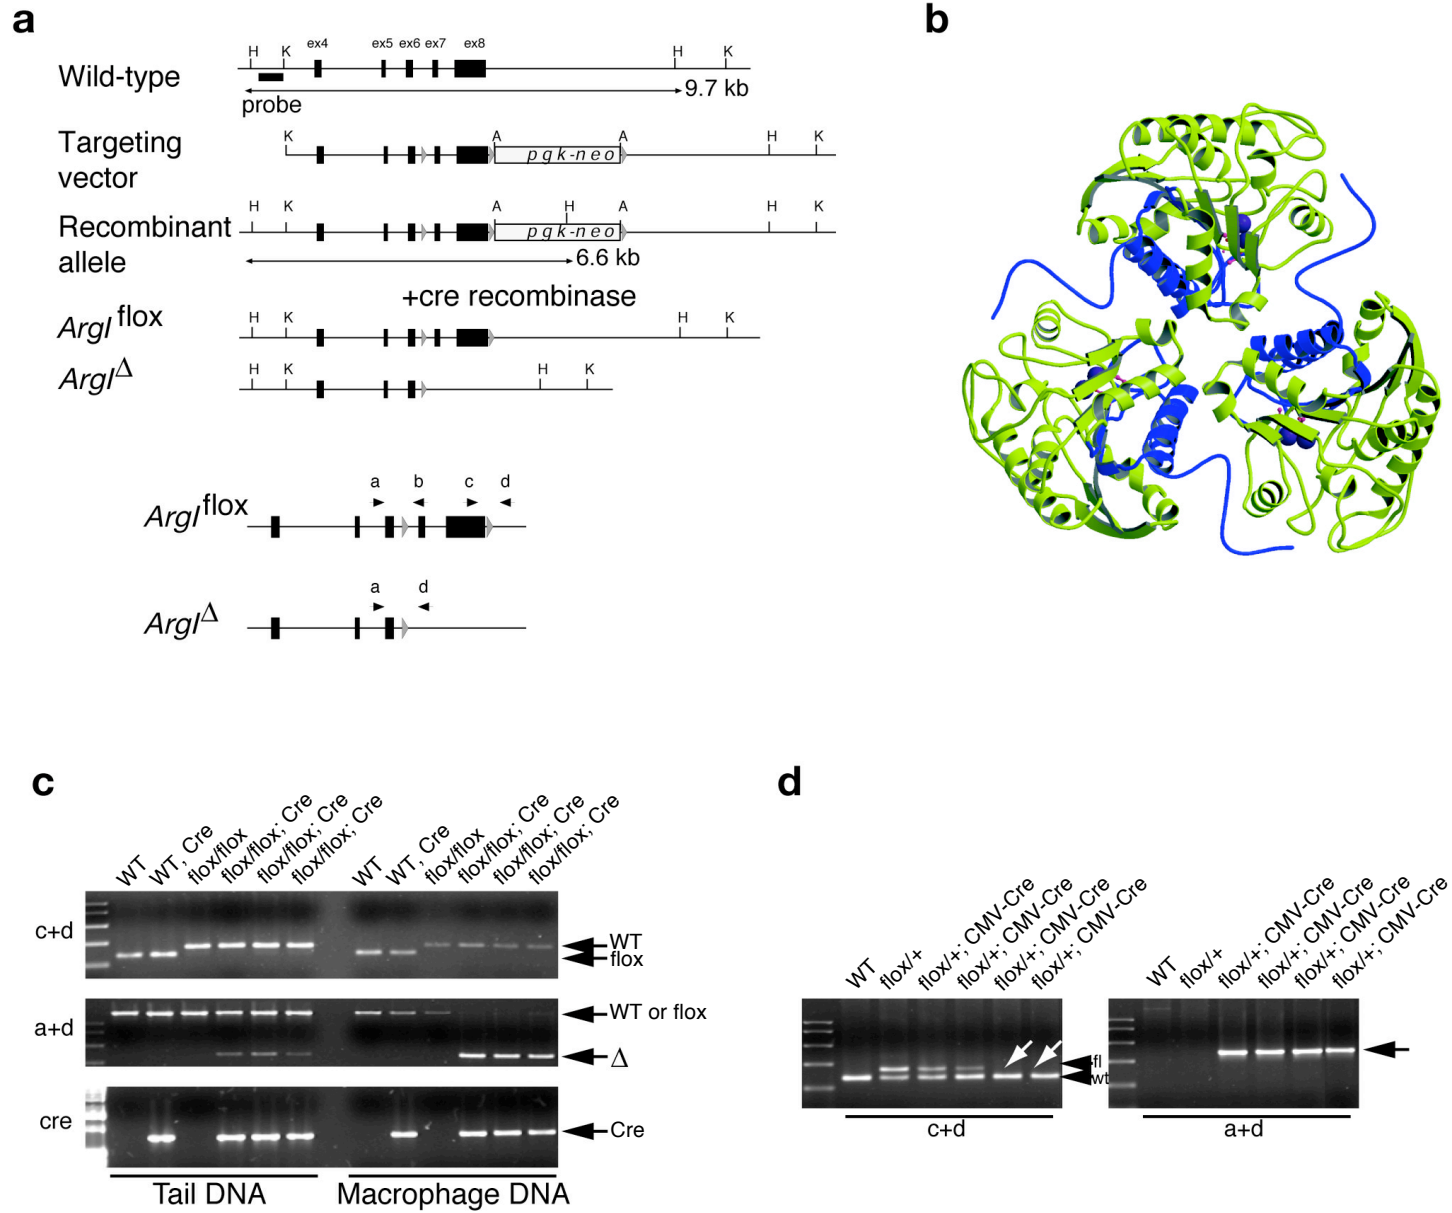 a
H K ex4 ex5 ex6 ex7 ex8 H K
Wild-type
probe
9.7 kb
Targeting
vector
K A A H K
pgk-neo
Recombinant
allele
H K A H A H K
pgk-neo
6.6 kb
+cre recombinase
ArgI flox
H K H K
ArgI Δ
H K H K
a b c d
ArgI flox
a d
ArgI Δ
b
c
WT
WT, Cre
flox/flox
flox/flox; Cre
flox/flox; Cre
flox/flox; Cre
WT
WT, Cre
flox/flox
flox/flox; Cre
flox/flox; Cre
flox/flox; Cre
c+d
WT
flox
a+d
WT or flox
Δ
cre
Cre
Tail DNA
Macrophage DNA
d
WT
flox/+
flox/+; CMV-Cre
flox/+; CMV-Cre
flox/+; CMV-Cre
flox/+; CMV-Cre
WT
flox/+
flox/+; CMV-Cre
flox/+; CMV-Cre
flox/+; CMV-Cre
flox/+; CMV-Cre
fl
wt
c+d
a+d